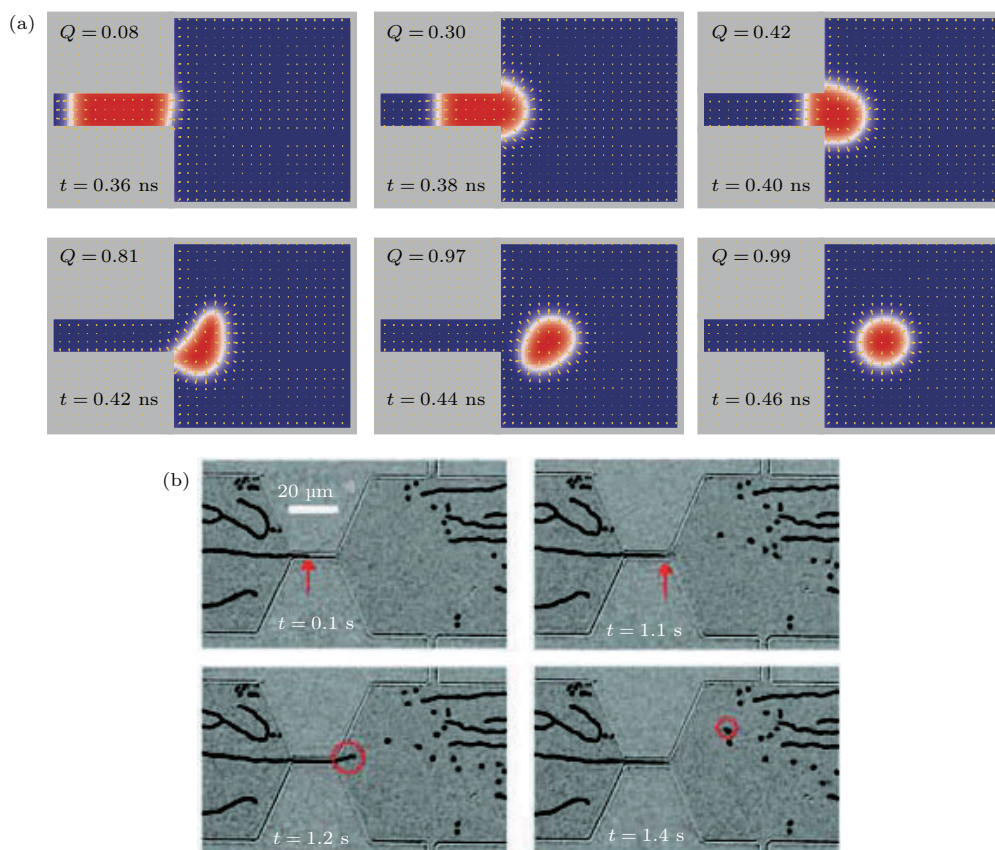 (a)
Q = 0.08
t = 0.36 ns
Q = 0.30
t = 0.38 ns
Q = 0.42
t = 0.40 ns
Q = 0.81
t = 0.42 ns
Q = 0.97
t = 0.44 ns
Q = 0.99
t = 0.46 ns
(b)
20 µm
t = 0.1 s
t = 1.1 s
t = 1.2 s
t = 1.4 s